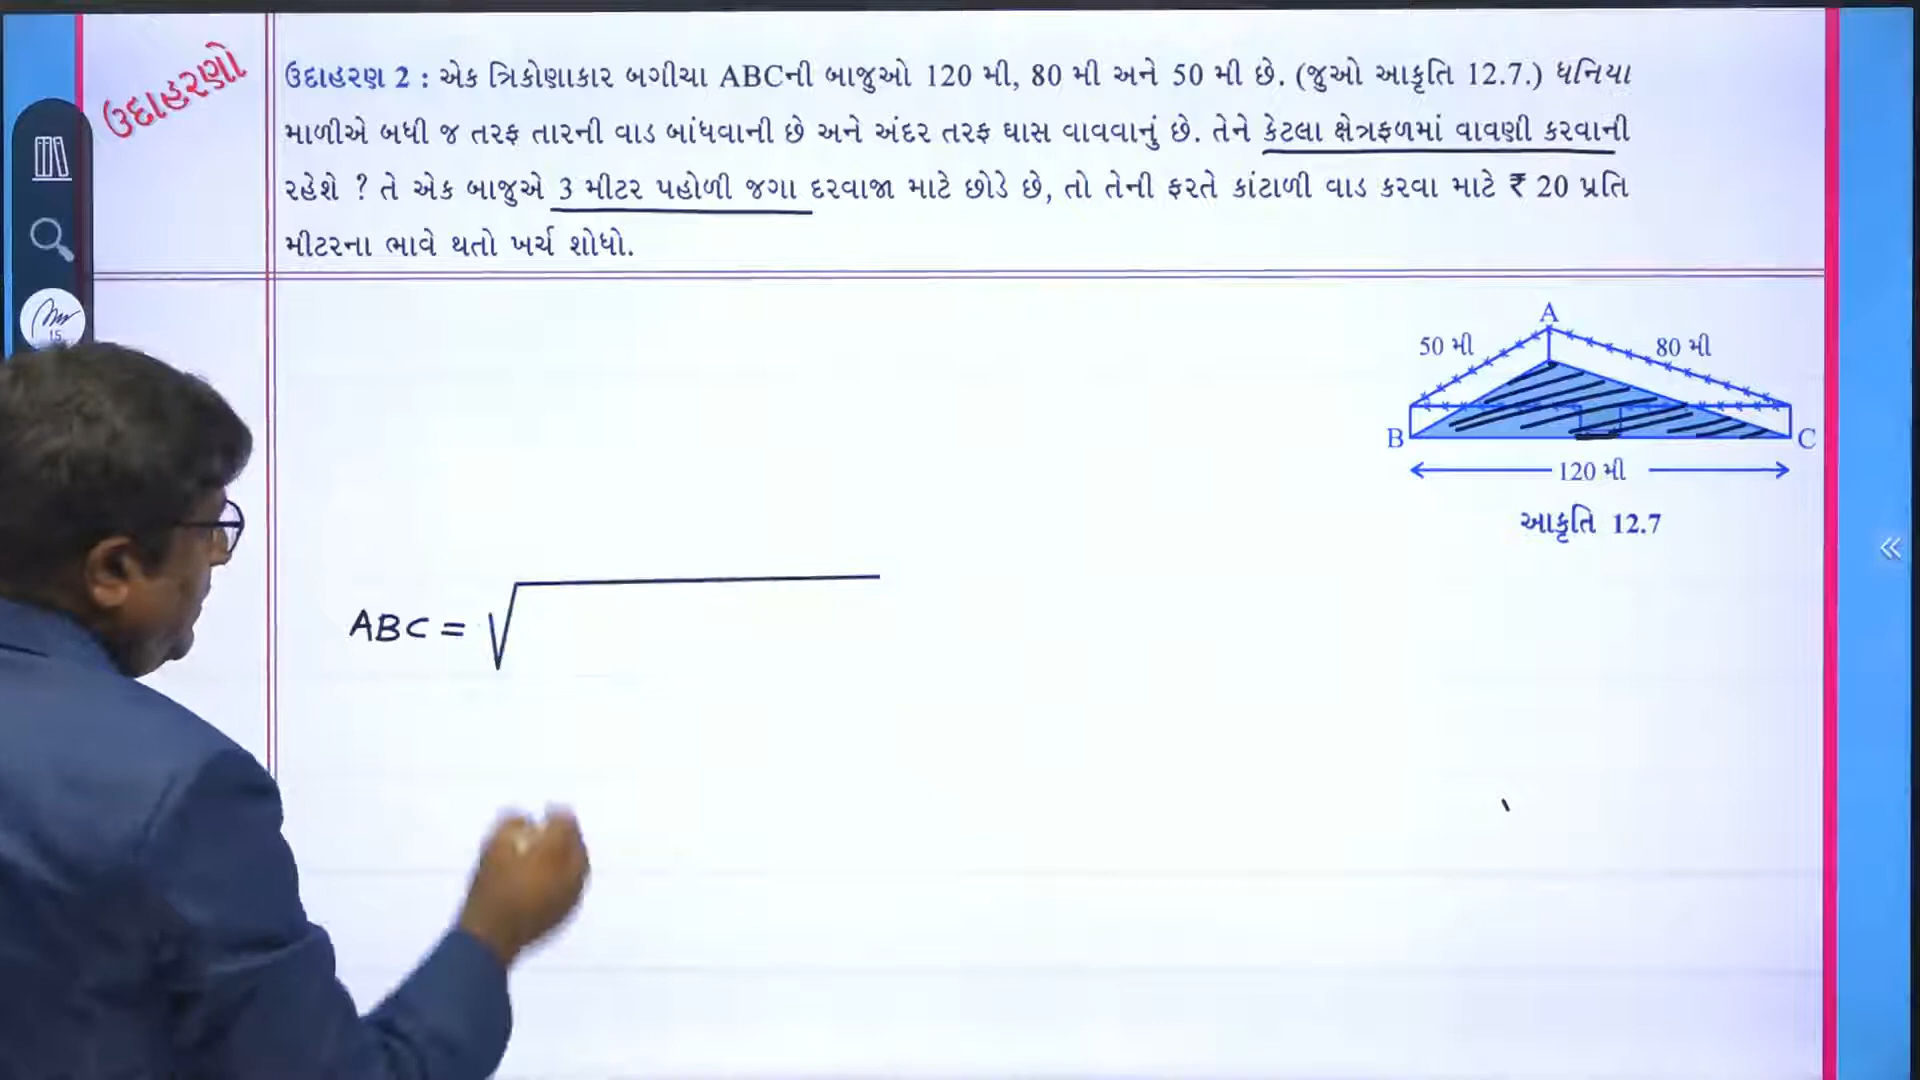 ઉદાહરણો
ઉદાહરણ 2 : એક ત્રિકોણાકાર બગીચા ABCની બાજુઓ 120 મી, 80 મી અને 50 મી છે. (જુઓ આકૃતિ 12.7.) ધનિયા
માળીએ બધી જ તરફ તારની વાડ બાંધવાની છે અને અંદર તરફ ઘાસ વાવવાનું છે. તેને કેટલા ક્ષેત્રફળમાં વાવણી કરવાની
રહેશે ? તે એક બાજુએ 3 મીટર પહોળી જગા દરવાજા માટે છોડે છે, તો તેની ફરતે કાંટાળી વાડ કરવા માટે ₹ 20 પ્રતિ
મીટરના ભાવે થતો ખર્ચ શોધો.
15
A
50 મી
80 મી
B
C
120 મી
આકૃતિ 12.7
ABC = √